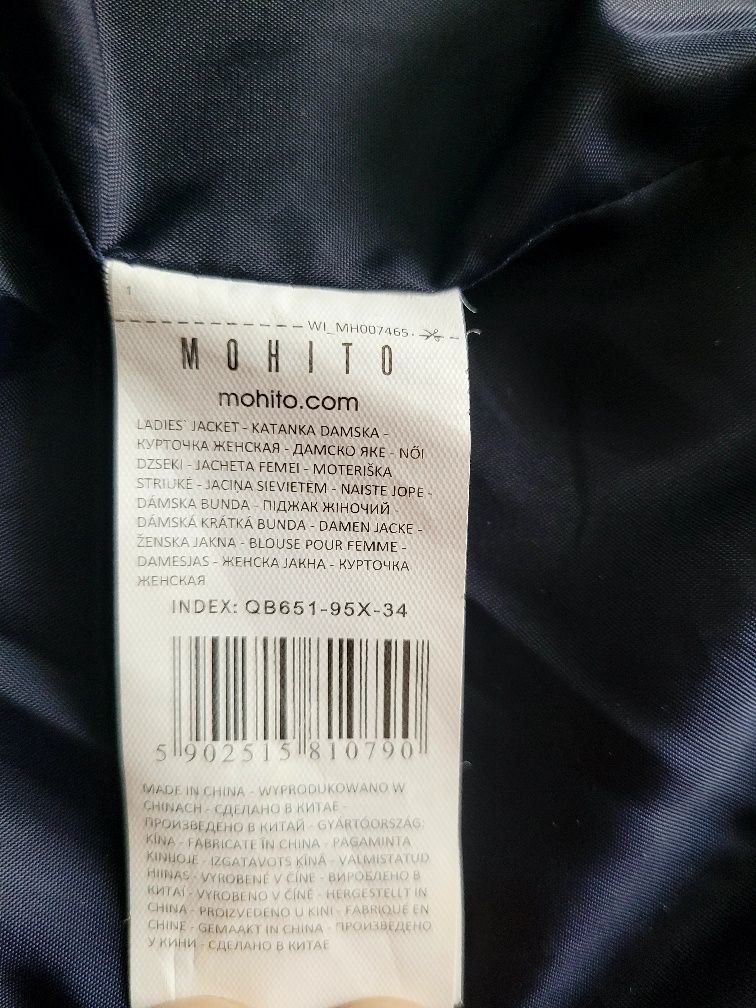 1
WI_MH007465
MOHITO
mohito.com
LADIES` JACKET - KATANKA DAMSKA -
КУРТОЧКА ЖЕНСКАЯ - ДАМСКО ЯКЕ - NŐI
DZSEKI - JACHETA FEMEI - MOTERIŠKA
STRIUKĖ - JACIŅA SIEVIETĒM - NAISTE JOPE -
DÁMSKA BUNDA - ПІДЖАК ЖІНОЧИЙ -
DÁMSKÁ KRÁTKÁ BUNDA - DAMEN JACKE -
ŽENSKA JAKNA - BLOUSE POUR FEMME -
DAMESJAS - ЖЕНСКА ЈАКНА - КУРТОЧКА
ЖЕНСКАЯ
INDEX: QB651-95X-34
5 902515 810790
MADE IN CHINA - WYPRODUKOWANO W
CHINACH - СДЕЛАНО В КИТАЕ -
ПРОИЗВЕДЕНО В КИТАЙ - GYÁRTÓORSZÁG:
KÍNA - FABRICATE ÎN CHINA - PAGAMINTA
KINIJOJE - IZGATAVOTS ĶĪNĀ - VALMISTATUD
HIINAS - VYROBENÉ V ČÍNE - ВИРОБЛЕНО В
КИТАЇ - VYROBENO V ČÍNĚ - HERGESTELLT IN
CHINA - PROIZVEDENO U KINI - FABRIQUÉ EN
CHINE - GEMAAKT IN CHINA - ПРОИЗВЕДЕНО
У КИНИ - СДЕЛАНО В КИТАЕ